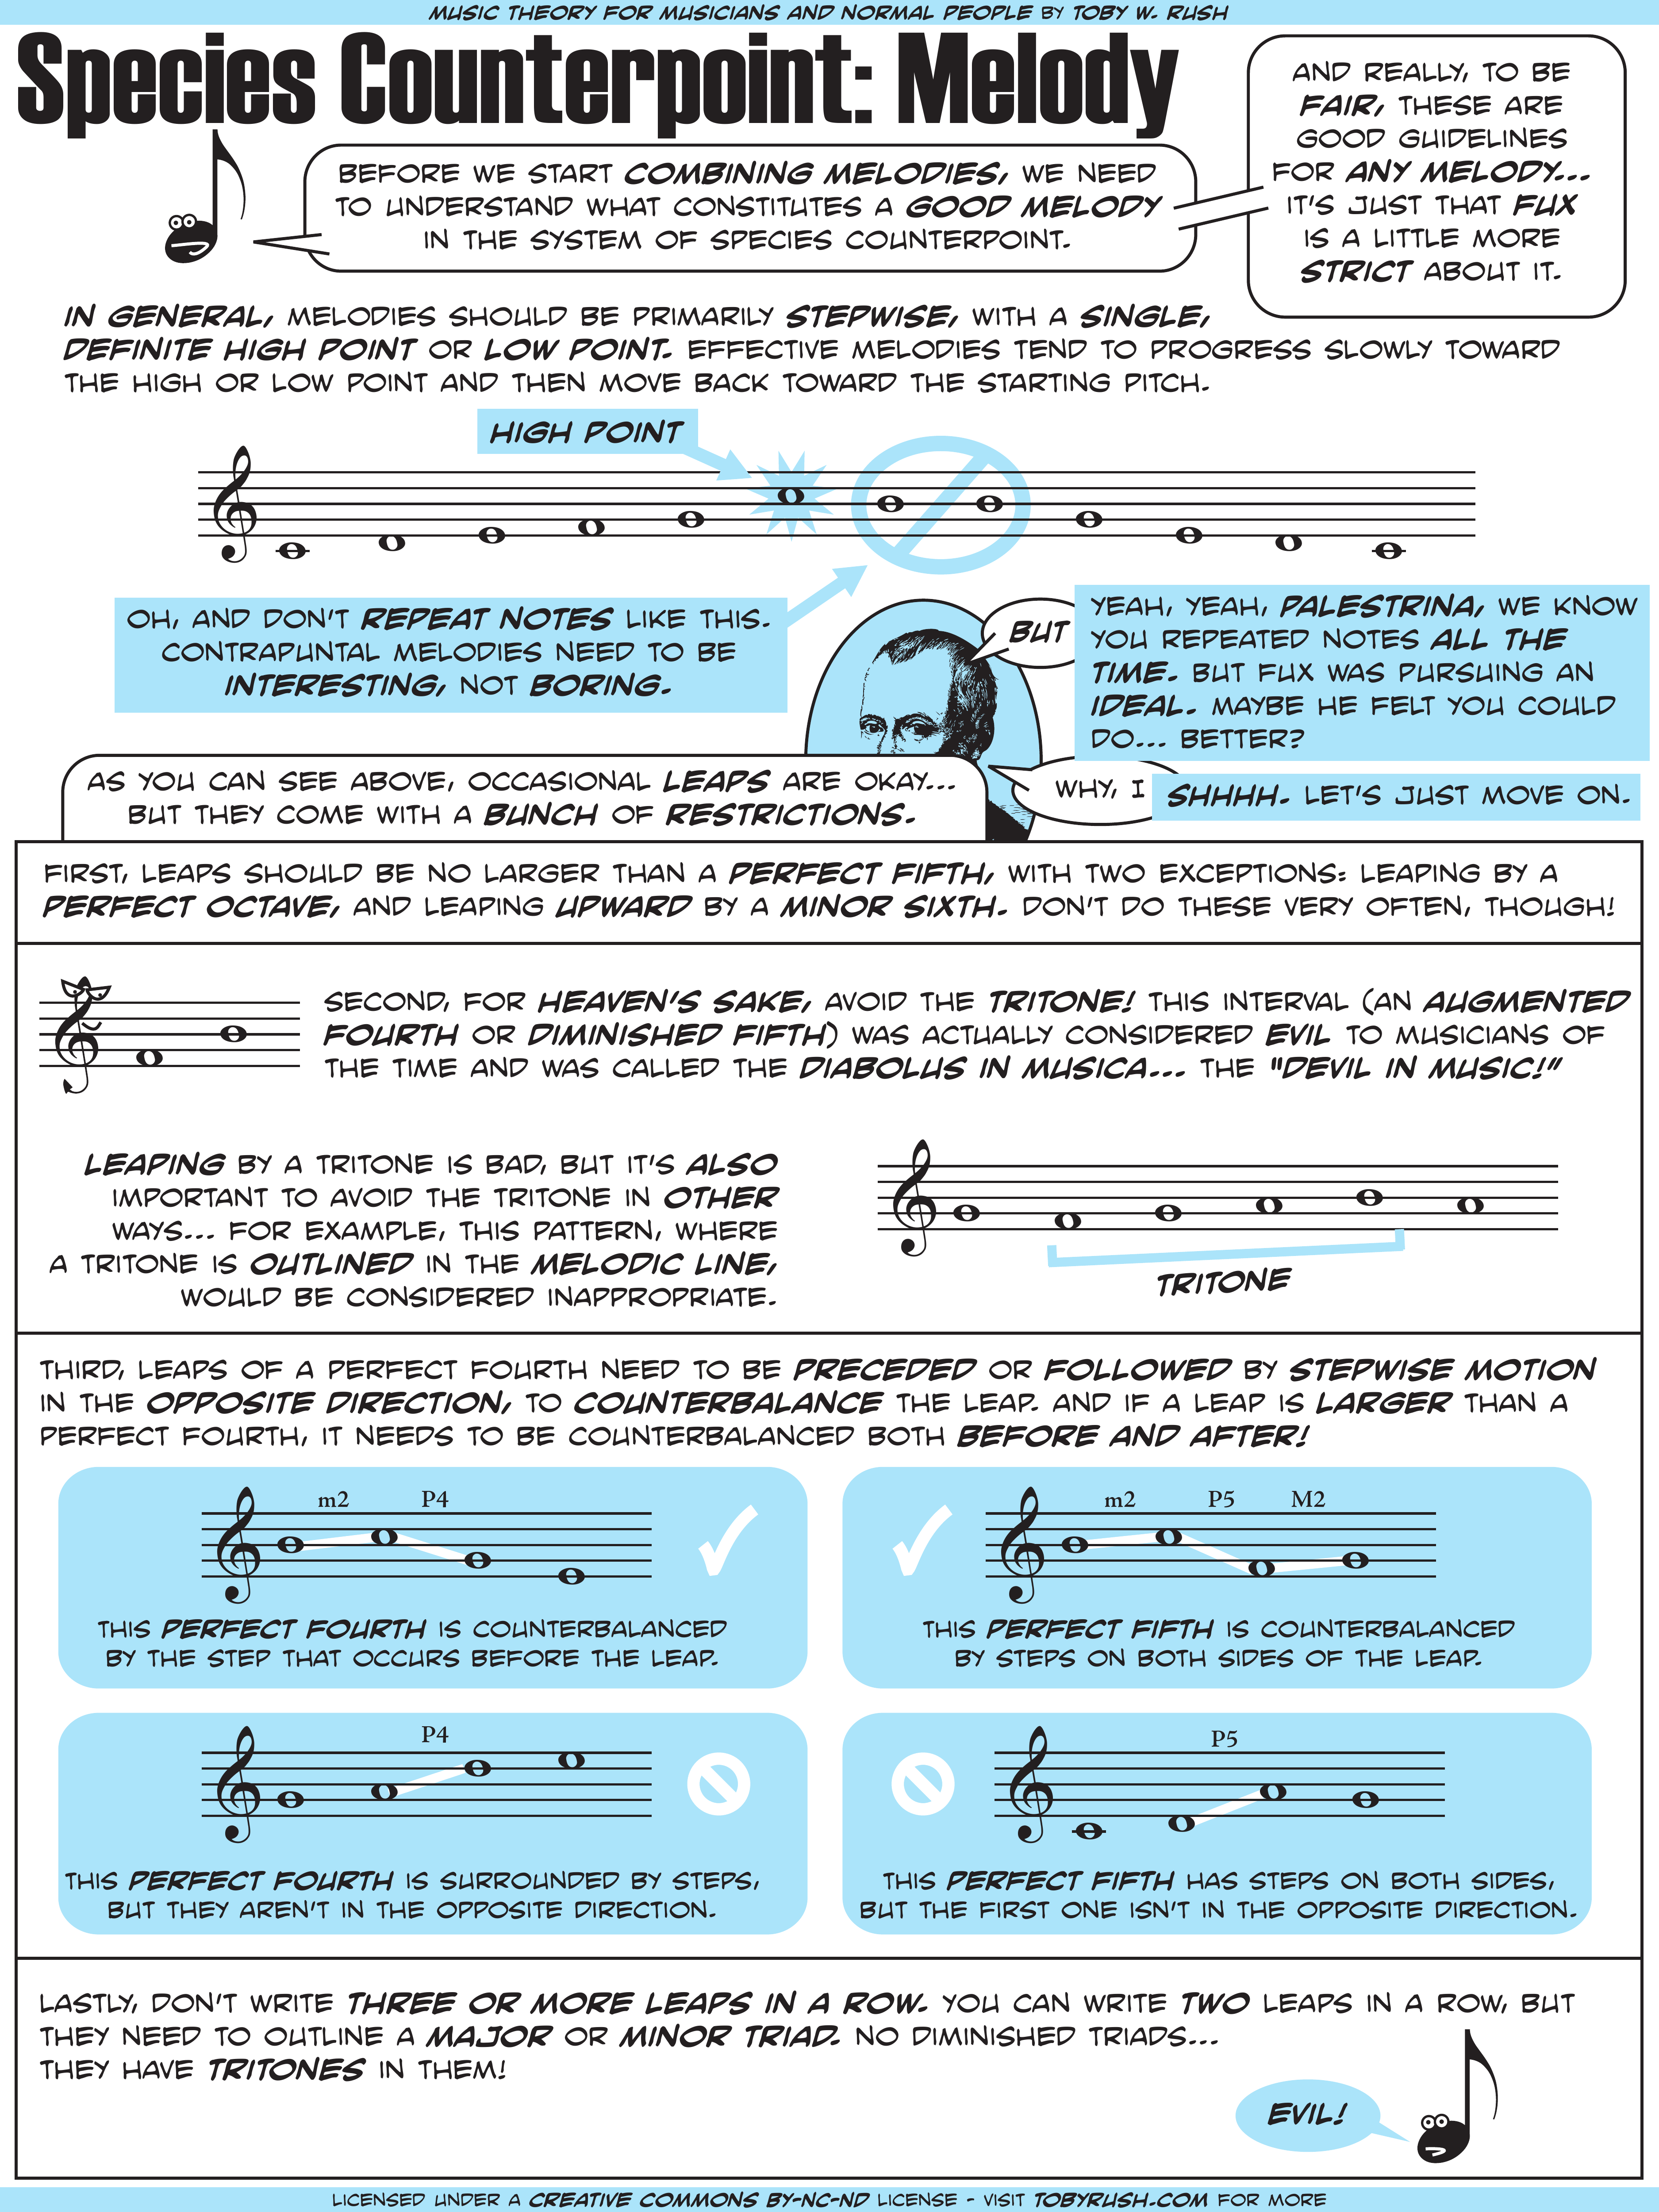 MUSIC THEORY FOR MUSICIANS AND NORMAL PEOPLE BY TOBY W. RUSH
Species Counterpoint: Melody
BEFORE WE START COMBINING MELODIES, WE NEED
TO UNDERSTAND WHAT CONSTITUTES A GOOD MELODY
IN THE SYSTEM OF SPECIES COUNTERPOINT.
AND REALLY, TO BE
FAIR, THESE ARE
GOOD GUIDELINES
FOR ANY MELODY...
IT'S JUST THAT FUX
IS A LITTLE MORE
STRICT ABOUT IT.
IN GENERAL, MELODIES SHOULD BE PRIMARILY STEPWISE, WITH A SINGLE,
DEFINITE HIGH POINT OR LOW POINT. EFFECTIVE MELODIES TEND TO PROGRESS SLOWLY TOWARD
THE HIGH OR LOW POINT AND THEN MOVE BACK TOWARD THE STARTING PITCH.
HIGH POINT
OH, AND DON'T REPEAT NOTES LIKE THIS.
CONTRAPUNTAL MELODIES NEED TO BE
INTERESTING, NOT BORING.
BUT
YEAH, YEAH, PALESTRINA, WE KNOW
YOU REPEATED NOTES ALL THE
TIME. BUT FUX WAS PURSUING AN
IDEAL. MAYBE HE FELT YOU COULD
DO... BETTER?
WHY, I
SHHHH. LET'S JUST MOVE ON.
AS YOU CAN SEE ABOVE, OCCASIONAL LEAPS ARE OKAY...
BUT THEY COME WITH A BUNCH OF RESTRICTIONS.
FIRST, LEAPS SHOULD BE NO LARGER THAN A PERFECT FIFTH, WITH TWO EXCEPTIONS: LEAPING BY A
PERFECT OCTAVE, AND LEAPING UPWARD BY A MINOR SIXTH. DON'T DO THESE VERY OFTEN, THOUGH!
SECOND, FOR HEAVEN'S SAKE, AVOID THE TRITONE! THIS INTERVAL (AN AUGMENTED
FOURTH OR DIMINISHED FIFTH) WAS ACTUALLY CONSIDERED EVIL TO MUSICIANS OF
THE TIME AND WAS CALLED THE DIABOLUS IN MUSICA... THE "DEVIL IN MUSIC!"
LEAPING BY A TRITONE IS BAD, BUT IT'S ALSO
IMPORTANT TO AVOID THE TRITONE IN OTHER
WAYS... FOR EXAMPLE, THIS PATTERN, WHERE
A TRITONE IS OUTLINED IN THE MELODIC LINE,
WOULD BE CONSIDERED INAPPROPRIATE.
TRITONE
THIRD, LEAPS OF A PERFECT FOURTH NEED TO BE PRECEDED OR FOLLOWED BY STEPWISE MOTION
IN THE OPPOSITE DIRECTION, TO COUNTERBALANCE THE LEAP. AND IF A LEAP IS LARGER THAN A
PERFECT FOURTH, IT NEEDS TO BE COUNTERBALANCED BOTH BEFORE AND AFTER!
m2 P4
THIS PERFECT FOURTH IS COUNTERBALANCED
BY THE STEP THAT OCCURS BEFORE THE LEAP.
m2 P5 M2
THIS PERFECT FIFTH IS COUNTERBALANCED
BY STEPS ON BOTH SIDES OF THE LEAP.
P4
THIS PERFECT FOURTH IS SURROUNDED BY STEPS,
BUT THEY AREN'T IN THE OPPOSITE DIRECTION.
P5
THIS PERFECT FIFTH HAS STEPS ON BOTH SIDES,
BUT THE FIRST ONE ISN'T IN THE OPPOSITE DIRECTION.
LASTLY, DON'T WRITE THREE OR MORE LEAPS IN A ROW. YOU CAN WRITE TWO LEAPS IN A ROW, BUT
THEY NEED TO OUTLINE A MAJOR OR MINOR TRIAD. NO DIMINISHED TRIADS...
THEY HAVE TRITONES IN THEM!
EVIL!
LICENSED UNDER A CREATIVE COMMONS BY-NC-ND LICENSE - VISIT TOBYRUSH.COM FOR MORE